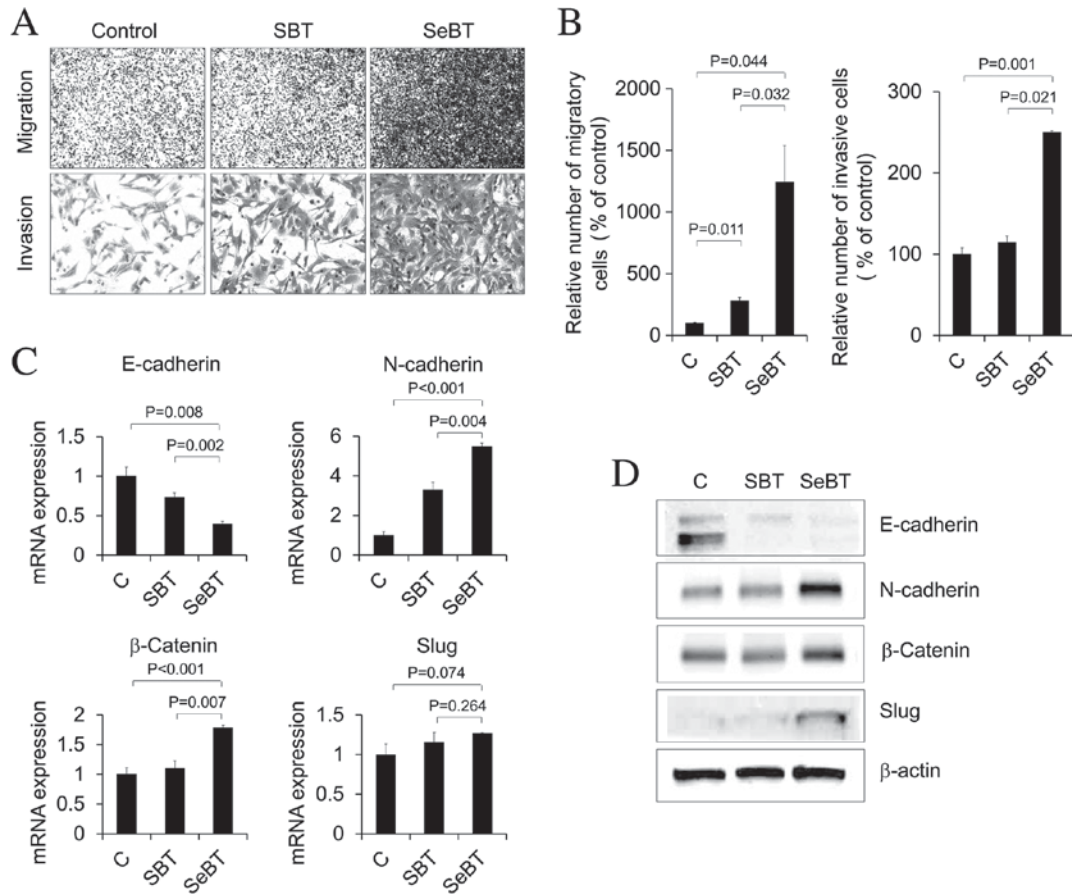 A
Control SBT SeBT
Migration
Invasion
B
Relative number of migratory
cells ( % of control)
2000
1500
1000
500
0
P=0.044
P=0.032
P=0.011
C SBT SeBT
Relative number of invasive cells
( % of control)
300
200
100
0
P=0.001
P=0.021
C SBT SeBT
C
E-cadherin
mRNA expression
1.5
1
0.5
0
P=0.008
P=0.002
C SBT SeBT
N-cadherin
mRNA expression
6
4
2
0
P<0.001
P=0.004
C SBT SeBT
β-Catenin
mRNA expression
2
1.5
1
0.5
0
P<0.001
P=0.007
C SBT SeBT
Slug
mRNA expression
1.5
1
0.5
0
P=0.074
P=0.264
C SBT SeBT
D
C SBT SeBT
E-cadherin
N-cadherin
β-Catenin
Slug
β-actin